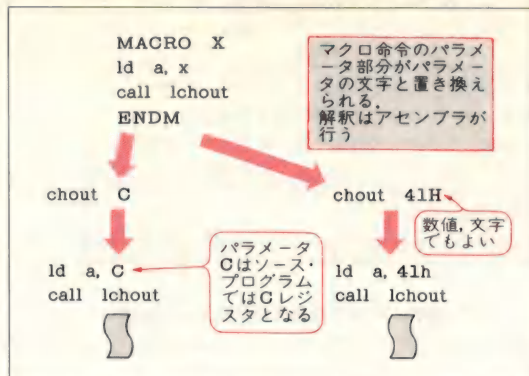 MACRO X
ld a, x
call lchout
ENDM
マクロ命令のパラメ
ータ部分がパラメー
タの文字と置き換え
られる.
解釈はアセンブラが
行う
chout C
chout 41H
数値, 文字
でもよい
パラメータ
Cはソース・
プログラム
ではCレジ
スタとなる
ld a, C
call lchout
ld a, 41h
call lchout